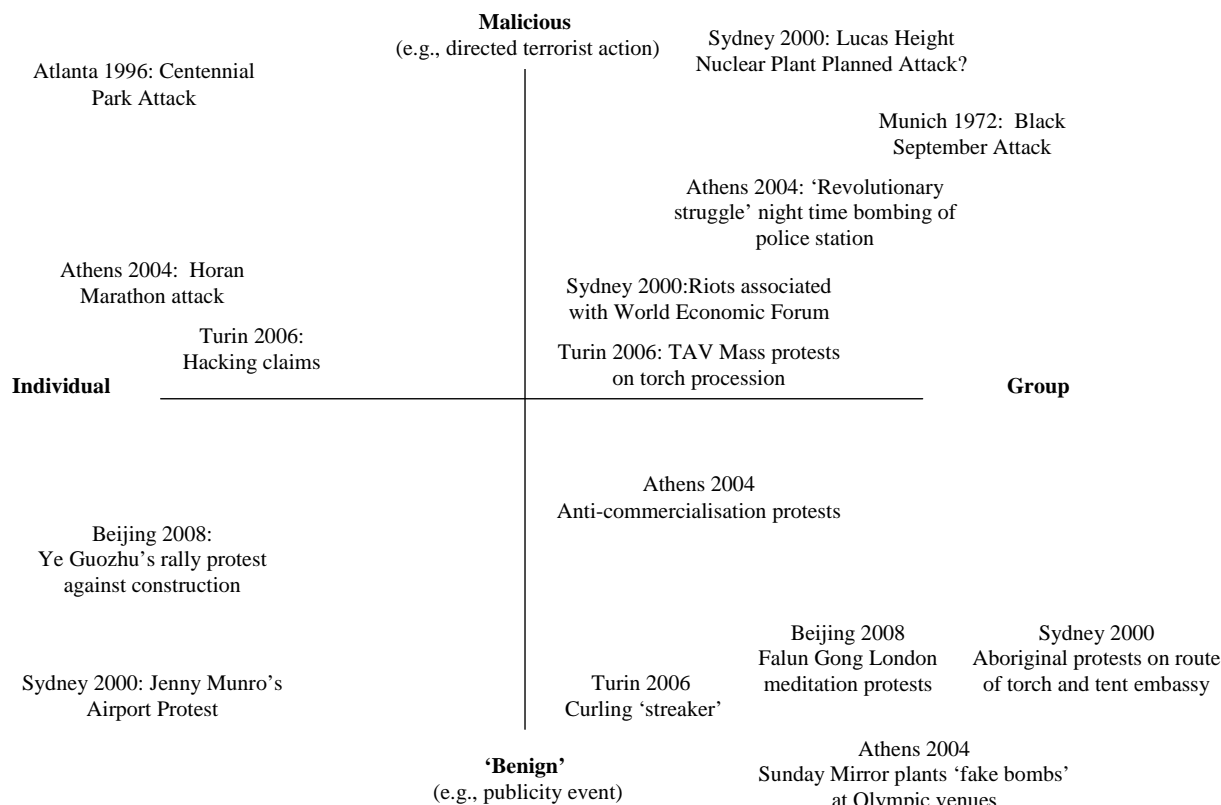 Malicious
(e.g., directed terrorist action)
Sydney 2000: Lucas Height
Nuclear Plant Planned Attack?
Atlanta 1996: Centennial
Park Attack
Munich 1972:  Black
September Attack
Athens 2004: ‘Revolutionary
struggle’ night time bombing of
police station
Athens 2004:  Horan
Marathon attack
Sydney 2000:Riots associated
with World Economic Forum
Turin 2006:
Hacking claims
Turin 2006: TAV Mass protests
on torch procession
Individual
Group
Athens 2004
Anti-commercialisation protests
Beijing 2008:
Ye Guozhu’s rally protest
against construction
Beijing 2008
Falun Gong London
meditation protests
Sydney 2000
Aboriginal protests on route
of torch and tent embassy
Sydney 2000: Jenny Munro’s
Airport Protest
Turin 2006
Curling ‘streaker’
‘Benign’
(e.g., publicity event)
Athens 2004
Sunday Mirror plants ‘fake bombs’
at Olympic venues